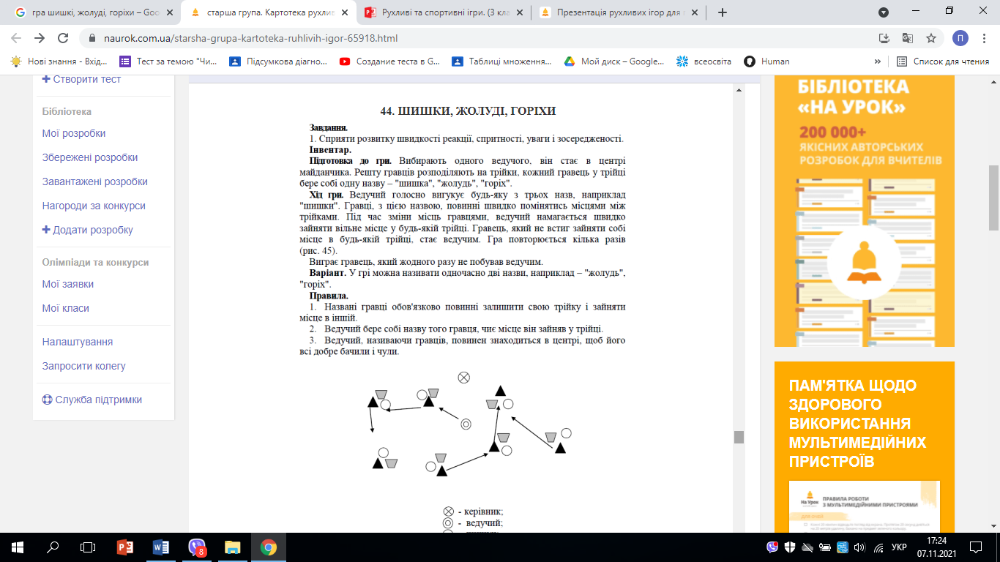 гра шишкі, жолуді, горіхи – Goo
старша група. Картотека рухлив
Рухливі та спортивні ігри. (3 кла
Презентація рухливих ігор для
naurok.com.ua/starsha-grupa-kartoteka-ruhlivih-igor-65918.html
П
Нові знання - Вхід...
Тест за темою "Чи...
Підсумкова діагно...
Создание теста в G...
Таблиці множення...
Мой диск – Google...
всеосвіта
Human
»
Список для чтения
Створити тест
Бібліотека
Мої розробки
Збережені розробки
Завантажені розробки
Нагороди за конкурси
Додати розробку
Олімпіади та конкурси
Мої заявки
Мої класи
Налаштування
Запросити колегу
Служба підтримки
44. ШИШКИ, ЖОЛУДІ, ГОРІХИ
Завдання.
1. Сприяти розвитку швидкості реакції, спритності, уваги і зосередженості.
Інвентар.
Підготовка до гри. Вибирають одного ведучого, він стає в центрі
майданчика. Решту гравців розподіляють на трійки, кожний гравець у трійці
бере собі одну назву – "шишка", "жолудь", "горіх".
Хід гри. Ведучий голосно вигукує будь-яку з трьох назв, наприклад
"шишки". Гравці, з цією назвою, повинні швидко помінятись місцями між
трійками. Під час зміни місць гравцями, ведучий намагається швидко
зайняти вільне місце у будь-якій трійці. Гравець, який не встиг зайняти собі
місце в будь-якій трійці, стає ведучим. Гра повторюється кілька разів
(рис. 45).
Виграє гравець, який жодного разу не побував ведучим.
Варіант. У грі можна називати одночасно дві назви, наприклад – "жолудь",
"горіх".
Правила.
1. Названі гравці обов'язково повинні залишити свою трійку і зайняти
місце в іншій.
2. Ведучий бере собі назву того гравця, чиє місце він зайняв у трійці.
3. Ведучий, називаючи гравців, повинен знаходиться в центрі, щоб його
всі добре бачили і чули.
- керівник;
- ведучий;
БІБЛІОТЕКА
«НА УРОК»
200 000+
ЯКІСНИХ АВТОРСЬКИХ
РОЗРОБОК ДЛЯ ВЧИТЕЛІВ
ПАМ'ЯТКА ЩОДО
ЗДОРОВОГО
ВИКОРИСТАННЯ
МУЛЬТИМЕДІЙНИХ
ПРИСТРОЇВ
На Урок
ПРАВИЛА РОБОТИ
З МУЛЬТИМЕДІЙНИМИ ПРИСТРОЯМИ
8
УКР
17:24
07.11.2021